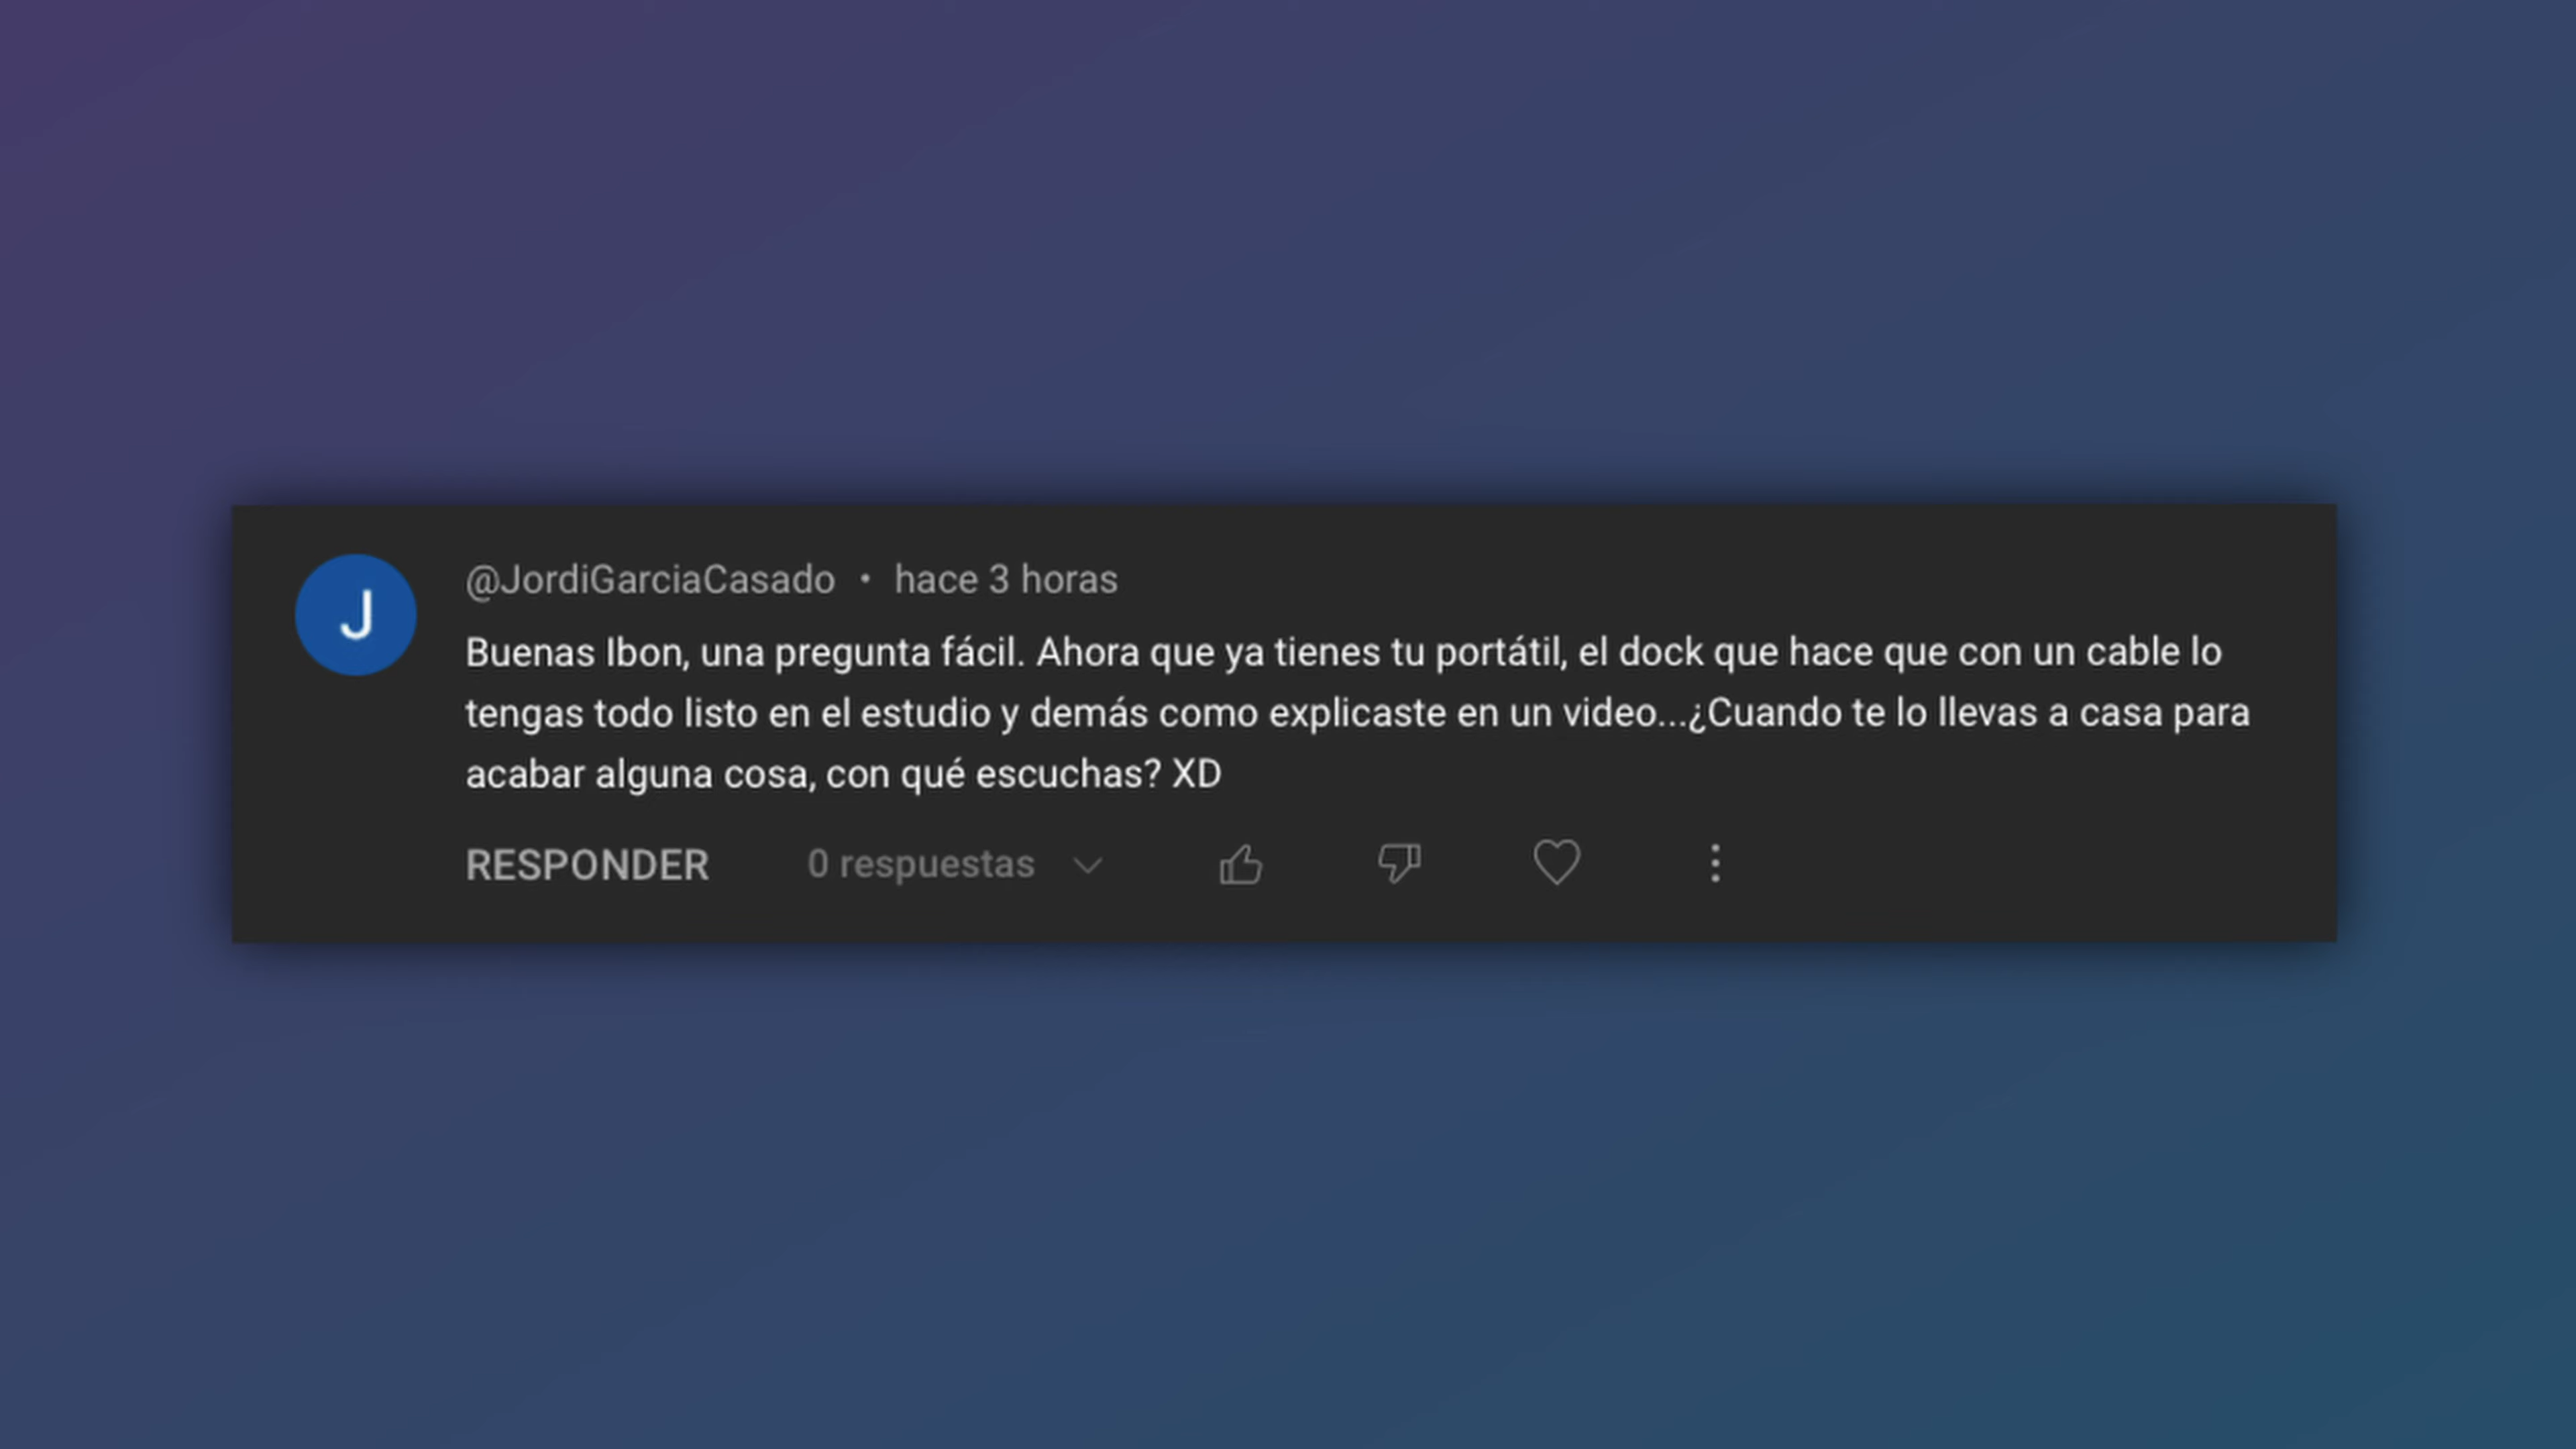 J
@JordiGarciaCasado • hace 3 horas
Buenas Ibon, una pregunta fácil. Ahora que ya tienes tu portátil, el dock que hace que con un cable lo
tengas todo listo en el estudio y demás como explicaste en un video...¿Cuando te lo llevas a casa para
acabar alguna cosa, con qué escuchas? XD
RESPONDER 0 respuestas